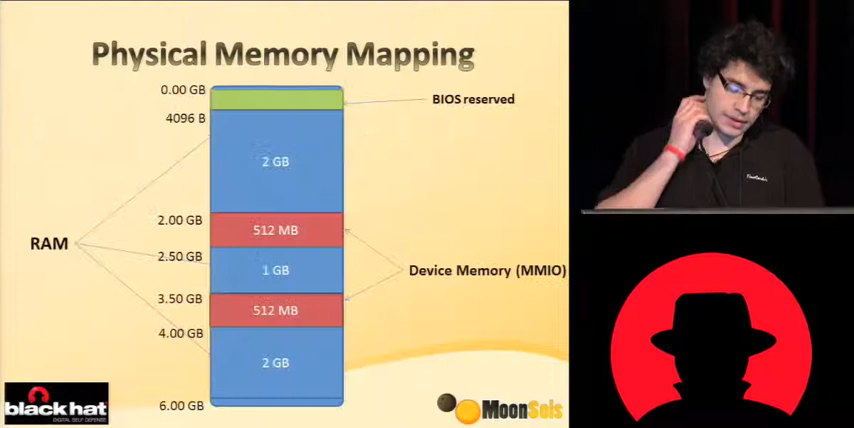 Physical Memory Mapping
0.00 GB
BIOS reserved
4096 B
2 GB
2.00 GB
512 MB
RAM
2.50 GB
1 GB
Device Memory (MMIO)
3.50 GB
512 MB
4.00 GB
2 GB
6.00 GB
black hat
DIGITAL SELF DEFENSE
MoonSols